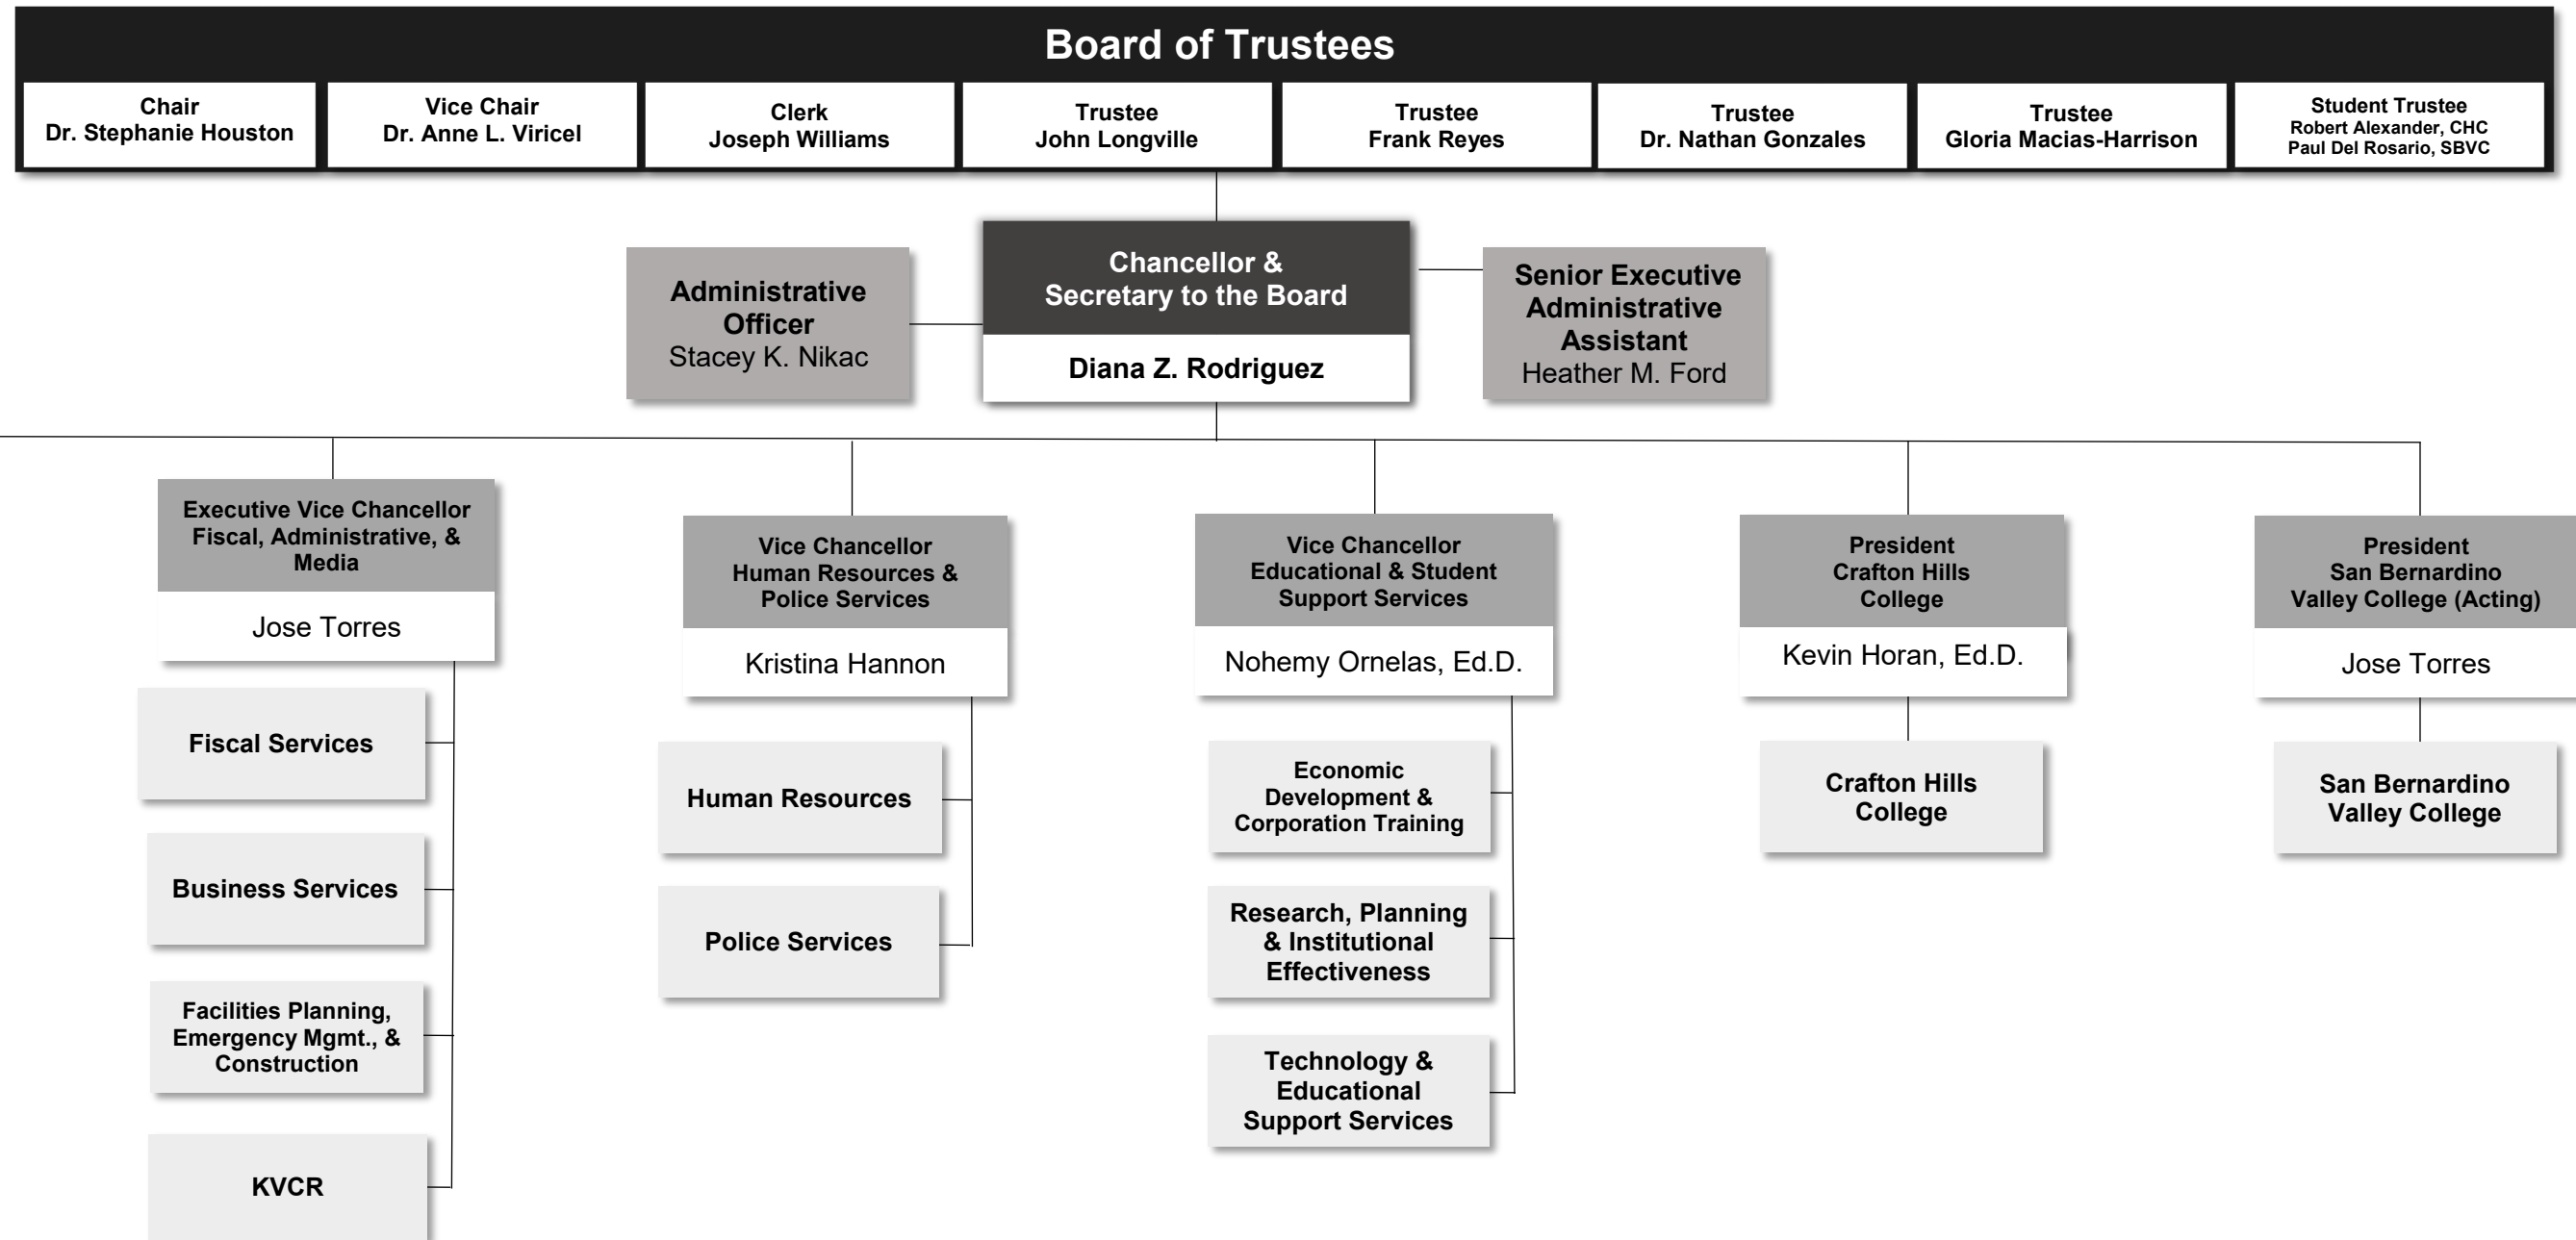 Board of Trustees
Chair
Dr. Stephanie Houston
Vice Chair
Dr. Anne L. Viricel
Clerk
Joseph Williams
Trustee
John Longville
Trustee
Frank Reyes
Trustee
Dr. Nathan Gonzales
Trustee
Gloria Macias-Harrison
Student Trustee
Robert Alexander, CHC
Paul Del Rosario, SBVC
Administrative
Officer
Stacey K. Nikac
Chancellor &
Secretary to the Board
Diana Z. Rodriguez
Senior Executive
Administrative
Assistant
Heather M. Ford
Executive Vice Chancellor
Fiscal, Administrative, &
Media
Jose Torres
Fiscal Services
Business Services
Facilities Planning,
Emergency Mgmt., &
Construction
KVCR
Vice Chancellor
Human Resources &
Police Services
Kristina Hannon
Human Resources
Police Services
Vice Chancellor
Educational & Student
Support Services
Nohemy Ornelas, Ed.D.
Economic
Development &
Corporation Training
Research, Planning
& Institutional
Effectiveness
Technology &
Educational
Support Services
President
Crafton Hills
College
Kevin Horan, Ed.D.
Crafton Hills
College
President
San Bernardino
Valley College (Acting)
Jose Torres
San Bernardino
Valley College